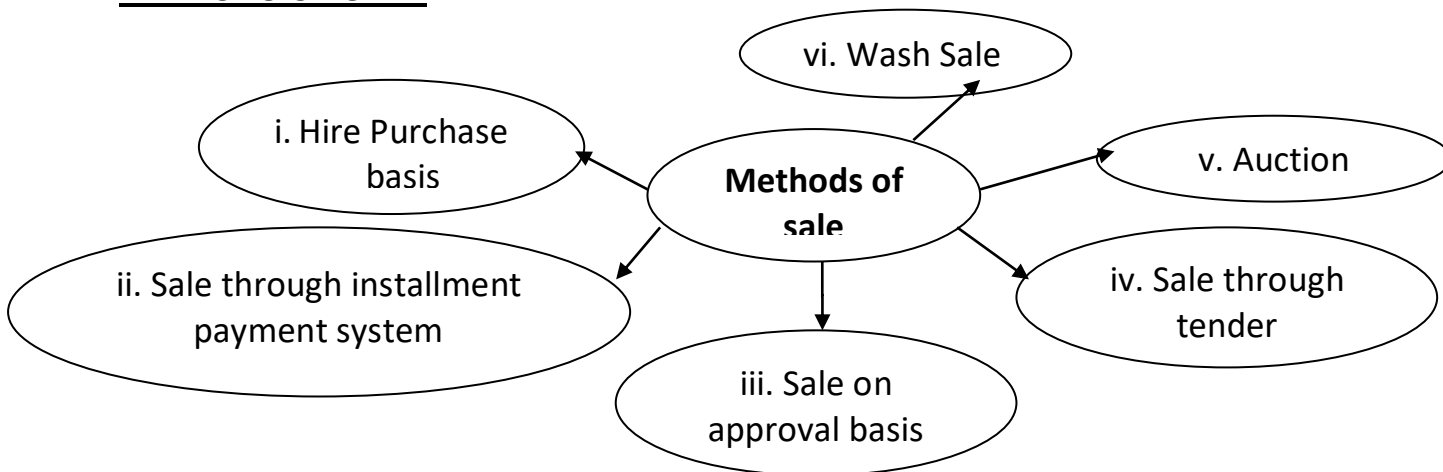 vi. Wash Sale
i. Hire Purchase
basis
Methods of
sale
v. Auction
ii. Sale through installment
payment system
iv. Sale through
tender
iii. Sale on
approval basis